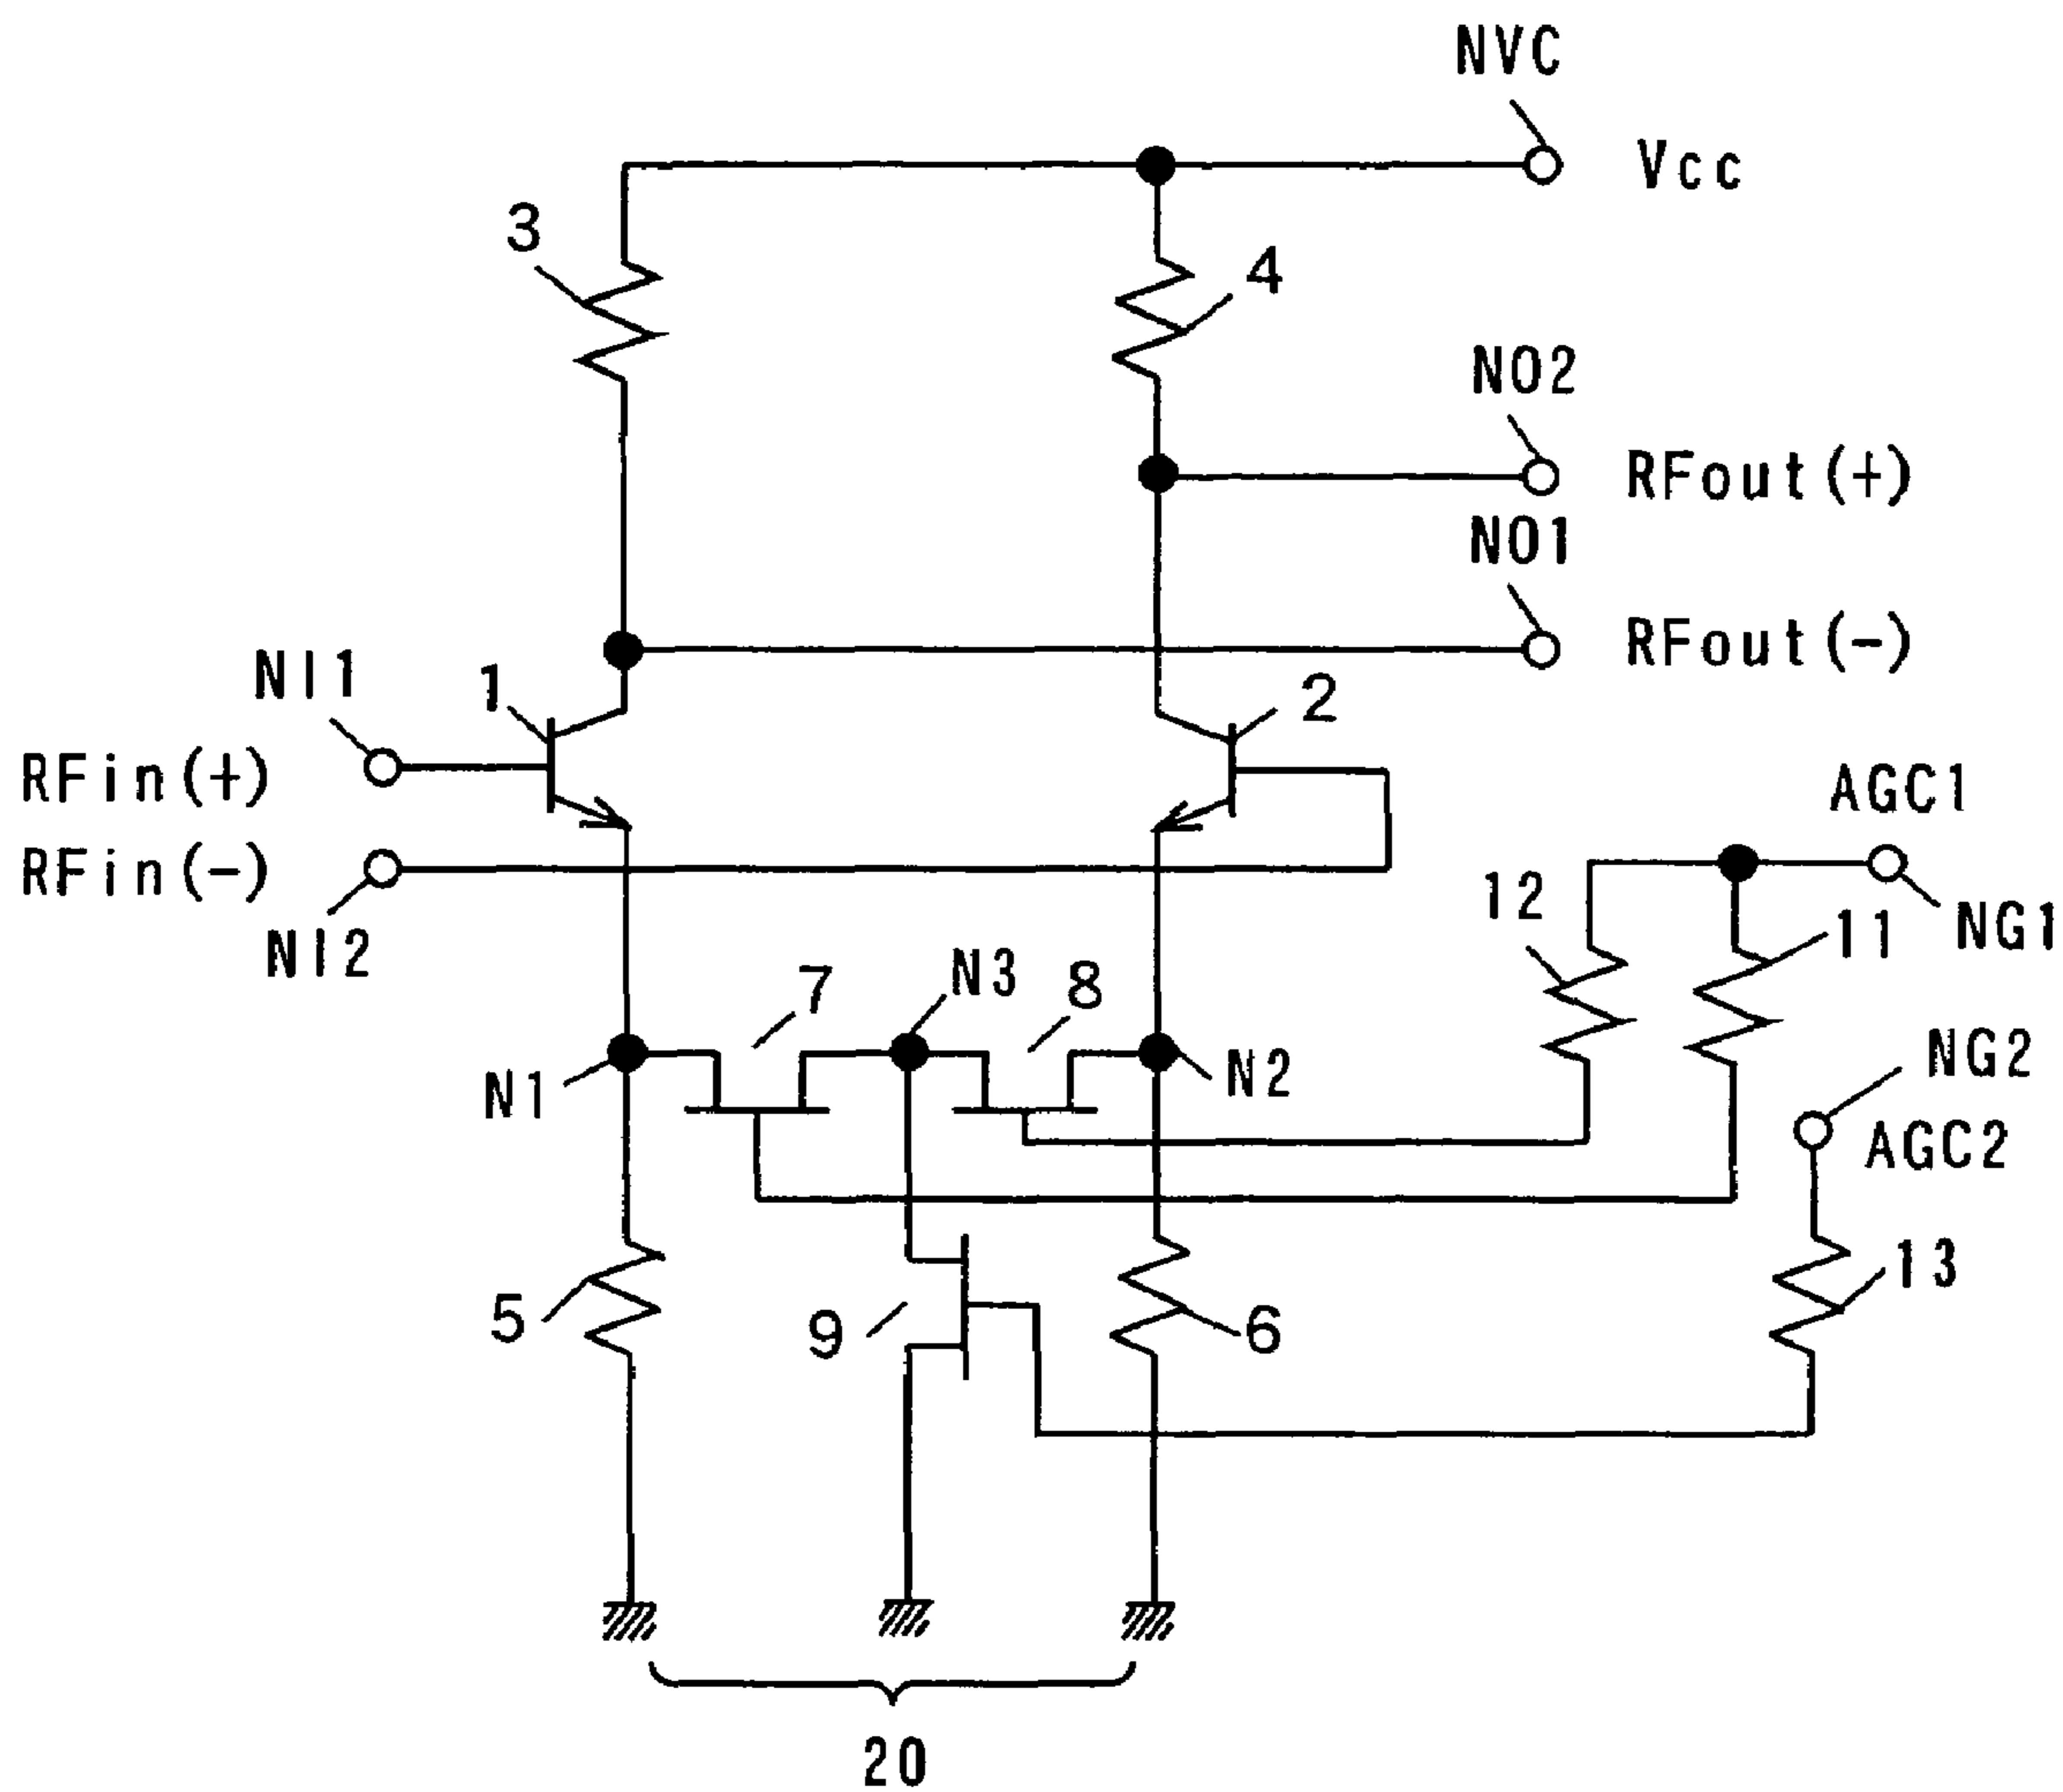 NVC
Vcc
3
4
NO2
RFout(+)
NO1
RFout(-)
NI1
1
2
RFin(+)
AGC1
RFin(-)
12
11
NG1
NI2
N3
7
8
NG2
N1
N2
AGC2
13
5
9
6
20